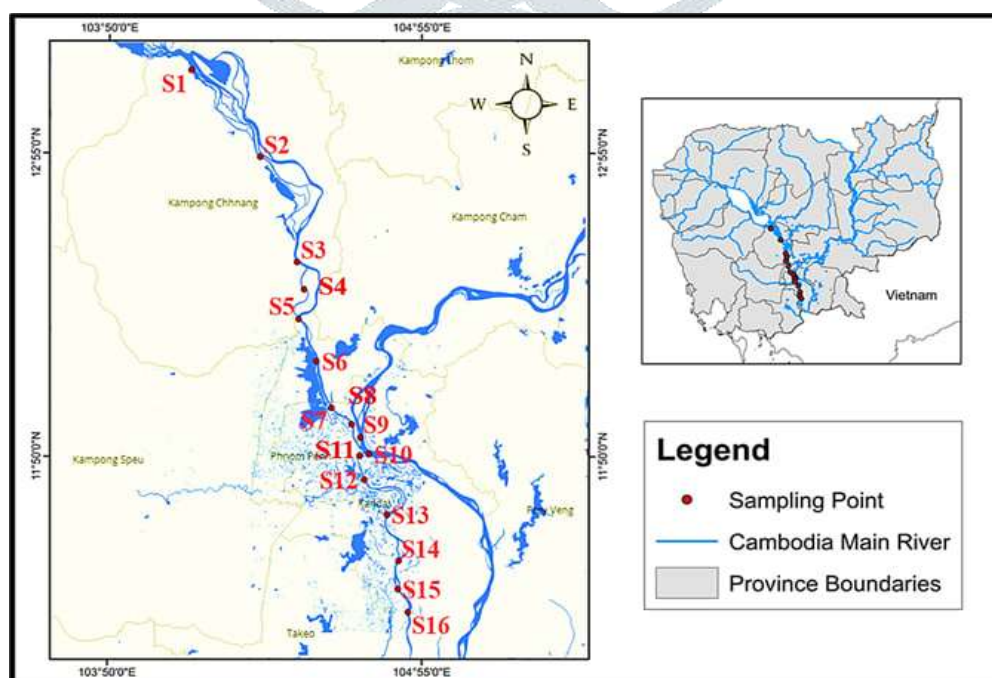 103°50'0"E
104°55'0"E
Kampong Thom
N
W
E
S
S1
12°55'0"N
12°55'0"N
S2
Kampong Chhnang
Kampong Cham
S3
S4
S5
S6
S8
S7
S9
S11
S10
Kampong Speu
11°50'0"N
11°50'0"N
S12
S13
S14
S15
S16
Takeo
103°50'0"E
104°55'0"E
Vietnam
Legend
Sampling Point
Cambodia Main River
Province Boundaries